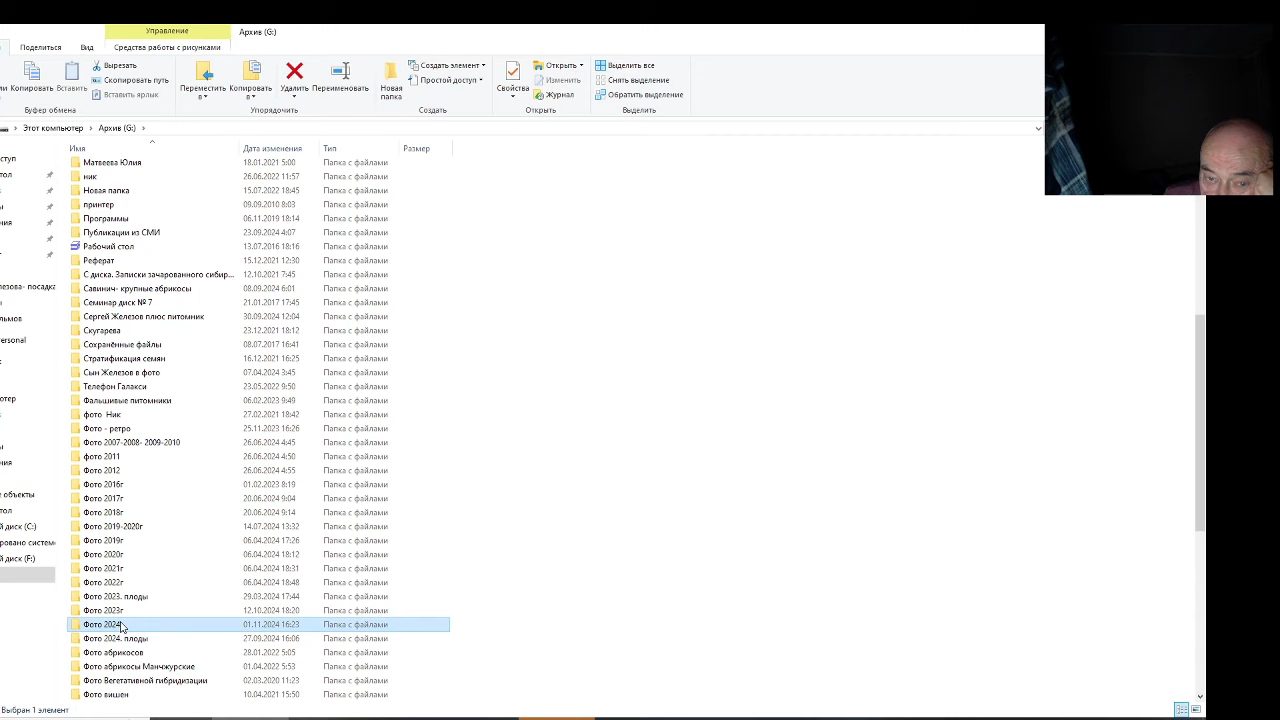 Управление
Архив (G:)
Поделиться
Вид
Средства работы с рисунками
Копировать
Вставить
Вырезать
Скопировать путь
Вставить ярлык
Переместить в
Копировать в
Удалить
Переименовать
Новая папка
Создать элемент
Простой доступ
Свойства
Открыть
Изменить
Журнал
Выделить все
Снять выделение
Обратить выделение
Буфер обмена
Упорядочить
Создать
Открыть
Выделить
Этот компьютер > Архив (G:) >
Имя Дата изменения Тип Размер
Матвеева Юлия 18.01.2021 5:00 Папка с файлами
ник 26.06.2022 11:57 Папка с файлами
Новая папка 15.07.2022 18:45 Папка с файлами
принтер 09.09.2010 8:03 Папка с файлами
Программы 06.11.2019 18:14 Папка с файлами
Публикации из СМИ 23.09.2024 4:07 Папка с файлами
Рабочий стол 13.07.2016 18:16 Папка с файлами
Реферат 15.12.2021 12:30 Папка с файлами
С диска. Записки зачарованного сибир... 12.10.2021 7:45 Папка с файлами
Савинич- крупные абрикосы 08.09.2024 6:01 Папка с файлами
Семинар диск № 7 21.01.2017 17:45 Папка с файлами
Сергей Железов плюс питомник 30.09.2024 12:04 Папка с файлами
Скугарева 23.12.2021 18:12 Папка с файлами
Сохранённые файлы 08.07.2017 16:41 Папка с файлами
Стратификация семян 16.12.2021 16:25 Папка с файлами
Сын Железов в фото 07.04.2024 3:45 Папка с файлами
Телефон Галакси 23.05.2022 9:50 Папка с файлами
Фальшивые питомники 06.02.2023 9:49 Папка с файлами
фото Ник 27.02.2021 18:42 Папка с файлами
Фото - ретро 25.11.2023 16:26 Папка с файлами
Фото 2007-2008- 2009-2010 26.06.2024 4:45 Папка с файлами
фото 2011 26.06.2024 4:50 Папка с файлами
Фото 2012 26.06.2024 4:55 Папка с файлами
Фото 2016г 01.02.2023 8:19 Папка с файлами
Фото 2017г 20.06.2024 9:04 Папка с файлами
Фото 2018г 20.06.2024 9:14 Папка с файлами
Фото 2019-2020г 14.07.2024 13:32 Папка с файлами
Фото 2019г 06.04.2024 17:26 Папка с файлами
Фото 2020г 06.04.2024 18:12 Папка с файлами
Фото 2021г 06.04.2024 18:31 Папка с файлами
Фото 2022г 06.04.2024 18:48 Папка с файлами
Фото 2023. плоды 29.03.2024 17:44 Папка с файлами
Фото 2023г 12.10.2024 18:20 Папка с файлами
Фото 2024 01.11.2024 16:23 Папка с файлами
Фото 2024. плоды 27.09.2024 16:06 Папка с файлами
Фото абрикосов 28.01.2022 5:05 Папка с файлами
Фото абрикосы Манчжурские 01.04.2022 5:53 Папка с файлами
Фото Вегетативной гибридизации 02.03.2020 11:23 Папка с файлами
Фото вишен 10.04.2021 15:50 Папка с файлами
Выбран 1 элемент